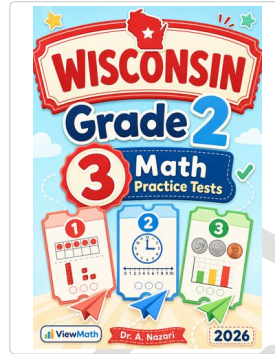 WISCONSIN
Grade 2
3 Math
Practice Tests
1 2 3
ViewMath
Dr. A. Nazari
2026